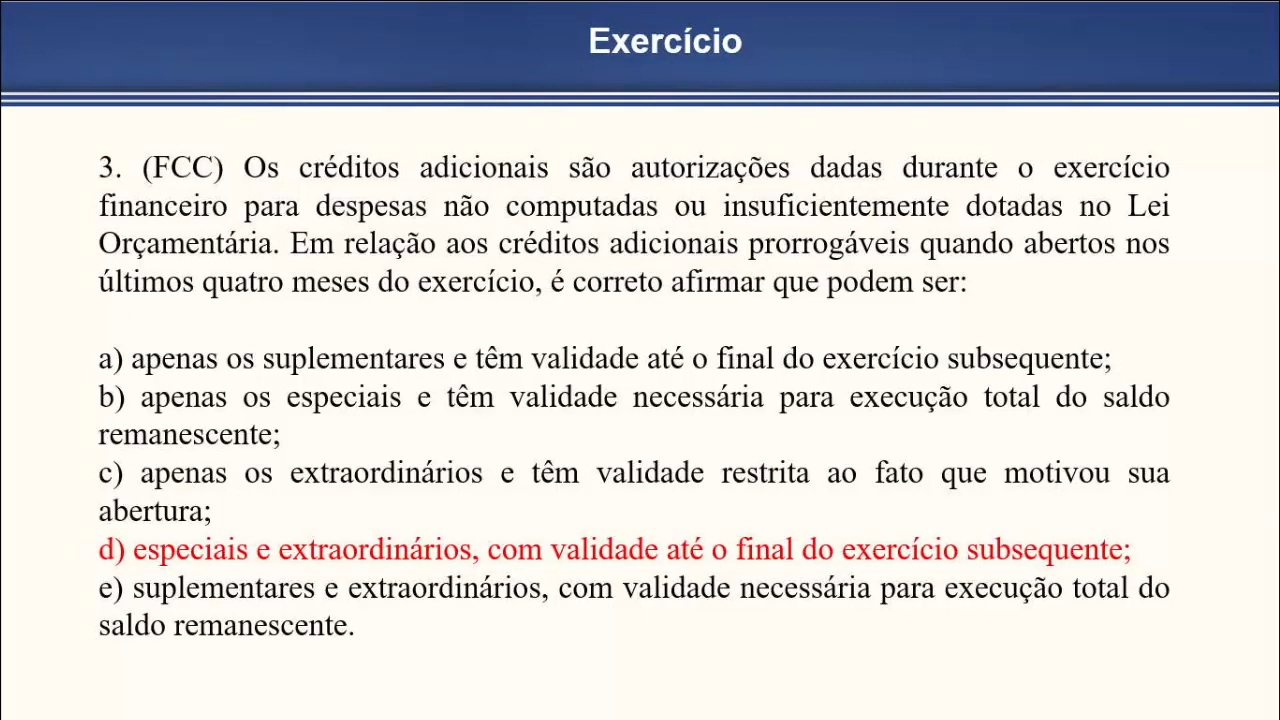 Exercício
3. (FCC) Os créditos adicionais são autorizações dadas durante o exercício
financeiro para despesas não computadas ou insuficientemente dotadas no Lei
Orçamentária. Em relação aos créditos adicionais prorrogáveis quando abertos nos
últimos quatro meses do exercício, é correto afirmar que podem ser:
a) apenas os suplementares e têm validade até o final do exercício subsequente;
b) apenas os especiais e têm validade necessária para execução total do saldo
remanescente;
c) apenas os extraordinários e têm validade restrita ao fato que motivou sua
abertura;
d) especiais e extraordinários, com validade até o final do exercício subsequente;
e) suplementares e extraordinários, com validade necessária para execução total do
saldo remanescente.